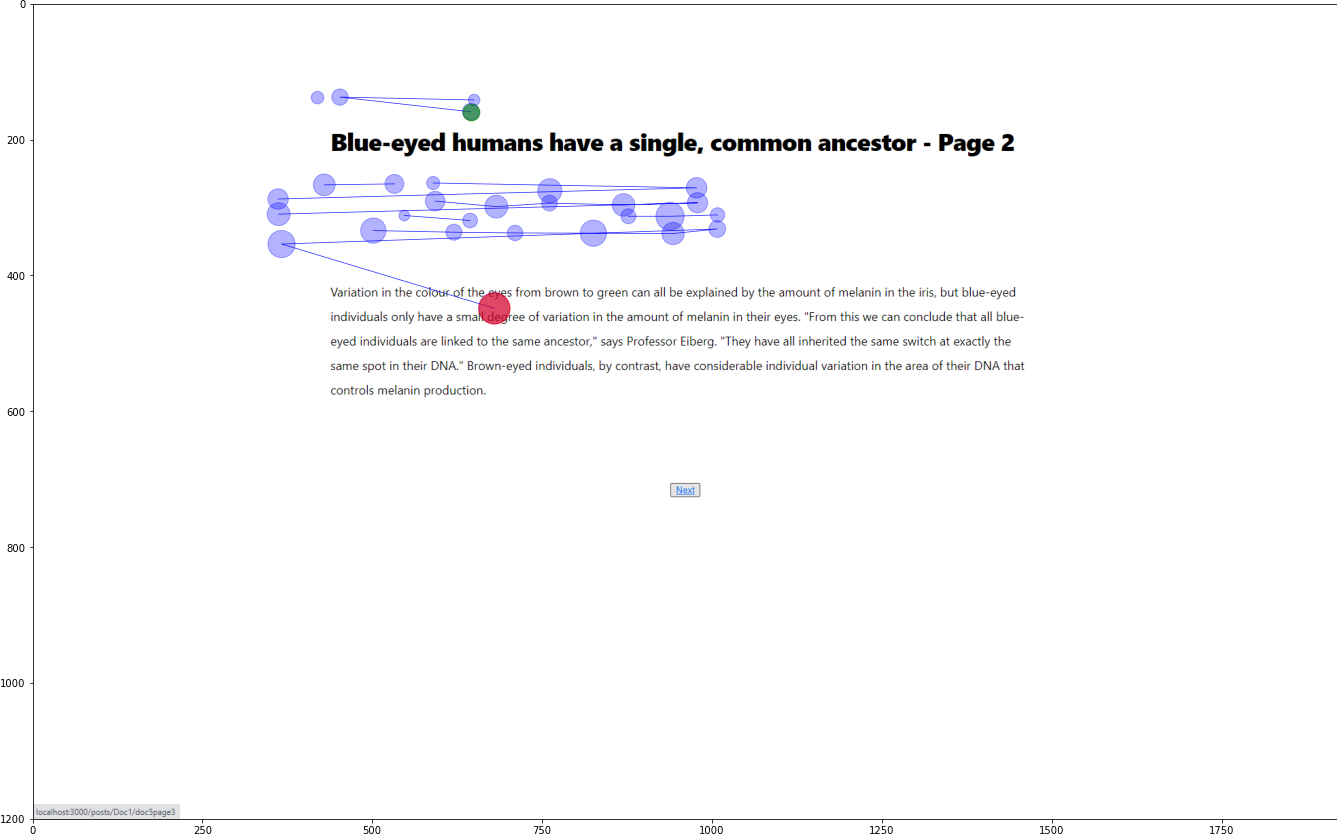 0
200
Blue-eyed humans have a single, common ancestor - Page 2
400
Variation in the colour of the eyes from brown to green can all be explained by the amount of melanin in the iris, but blue-eyed
individuals only have a small degree of variation in the amount of melanin in their eyes. "From this we can conclude that all blue-
eyed individuals are linked to the same ancestor," says Professor Eiberg. "They have all inherited the same switch at exactly the
same spot in their DNA." Brown-eyed individuals, by contrast, have considerable individual variation in the area of their DNA that
controls melanin production.
600
Next
800
1000
localhost:3000/posts/Doc1/doc5page3
1200
0 250 500 750 1000 1250 1500 1750